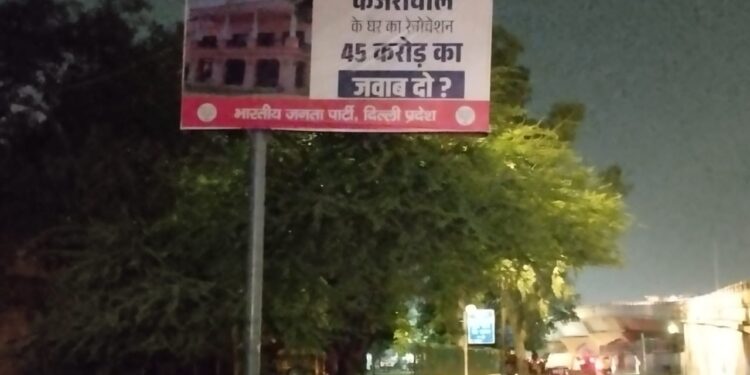 केजरीवाल
के घर का रेनोवेशन
45 करोड़ का
जवाब दो ?
भारतीय जनता पार्टी, दिल्ली प्रदेश